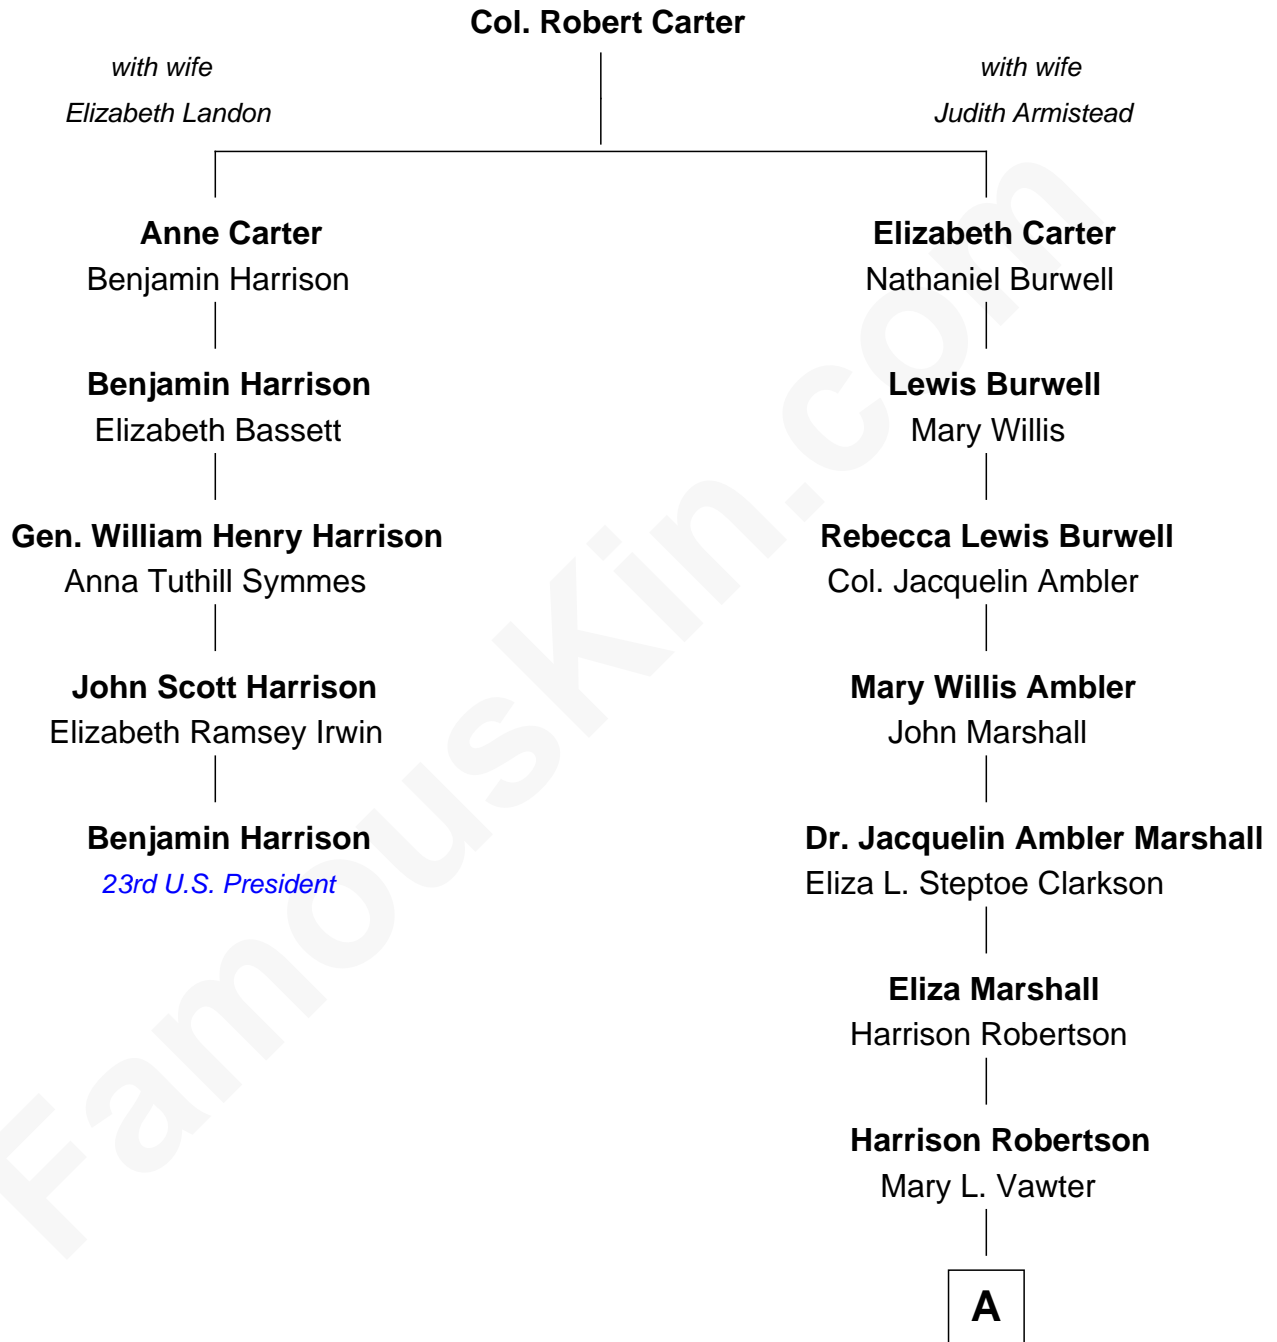 Col. Robert Carter
with wife
Elizabeth Landon
with wife
Judith Armistead
Anne Carter
Benjamin Harrison
Elizabeth Carter
Nathaniel Burwell
Benjamin Harrison
Elizabeth Bassett
Lewis Burwell
Mary Willis
Gen. William Henry Harrison
Anna Tuthill Symmes
Rebecca Lewis Burwell
Col. Jacquelin Ambler
John Scott Harrison
Elizabeth Ramsey Irwin
Mary Willis Ambler
John Marshall
Benjamin Harrison
23rd U.S. President
Dr. Jacquelin Ambler Marshall
Eliza L. Steptoe Clarkson
Eliza Marshall
Harrison Robertson
Harrison Robertson
Mary L. Vawter
A
FamousKin.com